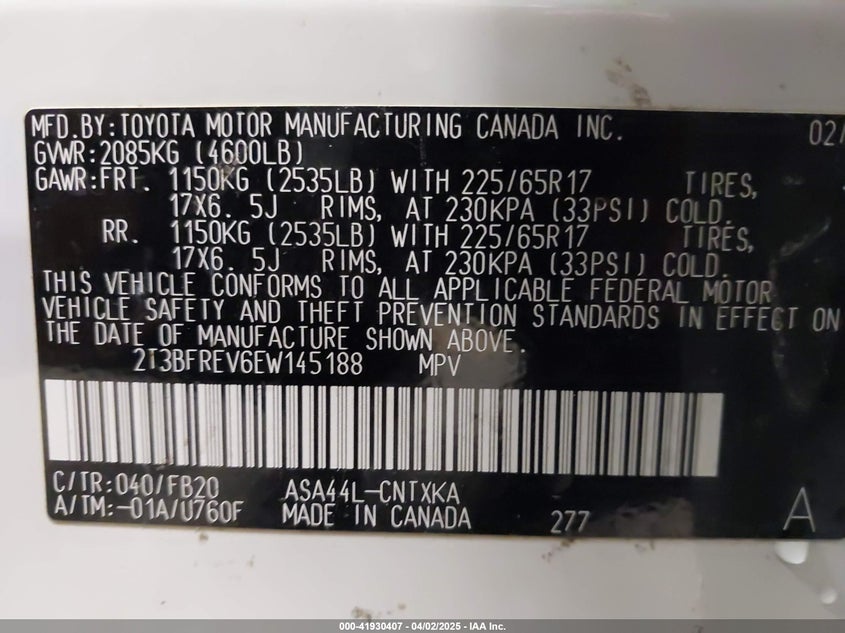 MFD.BY:TOYOTA MOTOR MANUFACTURING CANADA INC. 02/
GVWR:2085KG (4600LB)
GAWR:FRT. 1150KG (2535LB) WITH 225/65R17 TIRES,
17X6. 5J RIMS, AT 230KPA (33PSI) COLD.
RR. 1150KG (2535LB) WITH 225/65R17 TIRES,
17X6. 5J RIMS, AT 230KPA (33PSI) COLD.
THIS VEHICLE CONFORMS TO ALL APPLICABLE FEDERAL MOTOR
VEHICLE SAFETY AND THEFT PREVENTION STANDARDS IN EFFECT ON
THE DATE OF MANUFACTURE SHOWN ABOVE.
2T3BFREV6EW145188 MPV
C/TR:040/FB20 ASA44L-CNTXKA
A/TM:-01A/U760F MADE IN CANADA 277 A
000-41930407 - 04/02/2025 - IAA Inc.